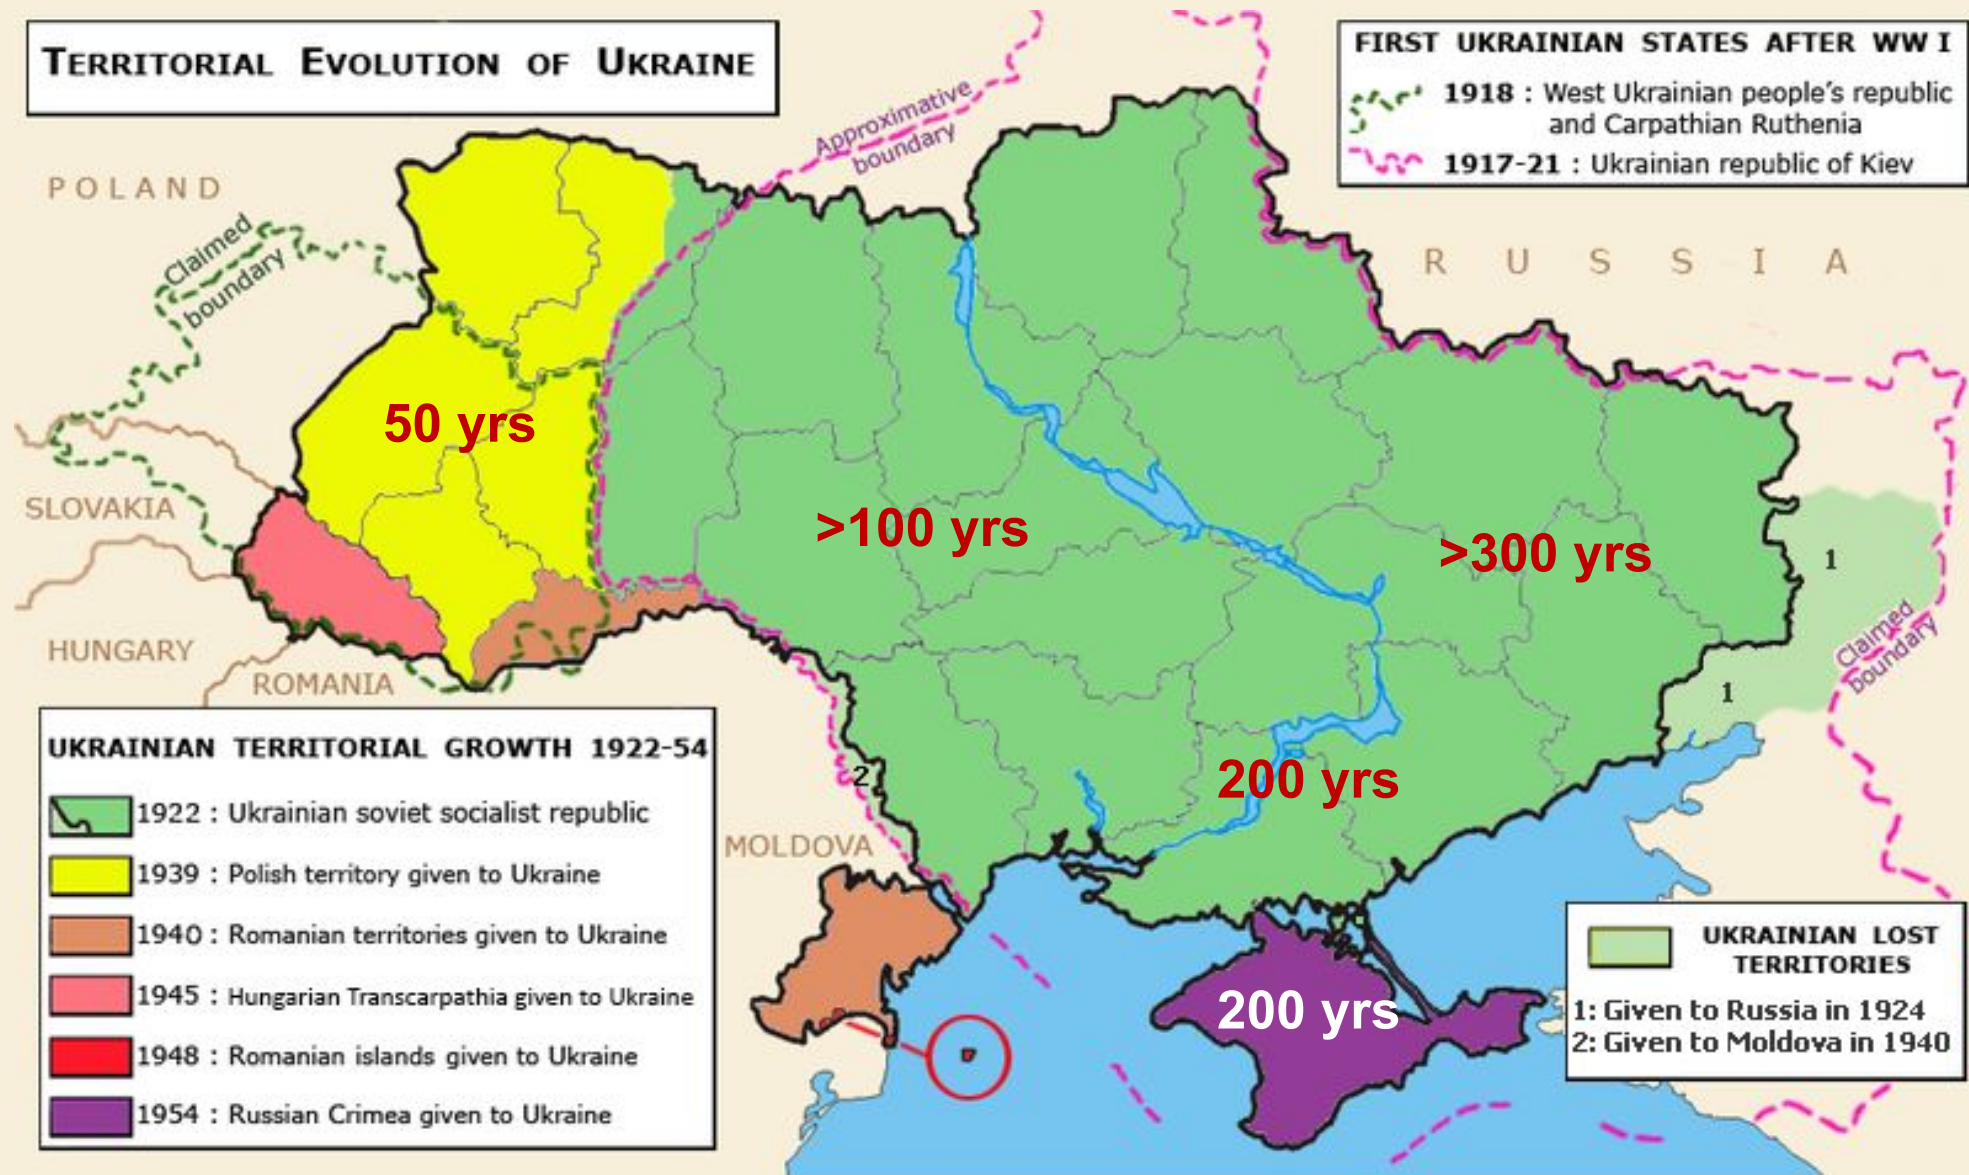 TERRITORIAL EVOLUTION OF UKRAINE
FIRST UKRAINIAN STATES AFTER WW I
1918 : West Ukrainian people's republic
and Carpathian Ruthenia
1917-21 : Ukrainian republic of Kiev
Approximative
boundary
POLAND
Claimed
boundary
RUSSIA
50 yrs
>100 yrs
>300 yrs
SLOVAKIA
1
Claimed
boundary
HUNGARY
ROMANIA
1
UKRAINIAN TERRITORIAL GROWTH 1922-54
1922 : Ukrainian soviet socialist republic
1939 : Polish territory given to Ukraine
1940 : Romanian territories given to Ukraine
1945 : Hungarian Transcarpathia given to Ukraine
1948 : Romanian islands given to Ukraine
1954 : Russian Crimea given to Ukraine
2
200 yrs
MOLDOVA
200 yrs
UKRAINIAN LOST
TERRITORIES
1: Given to Russia in 1924
2: Given to Moldova in 1940